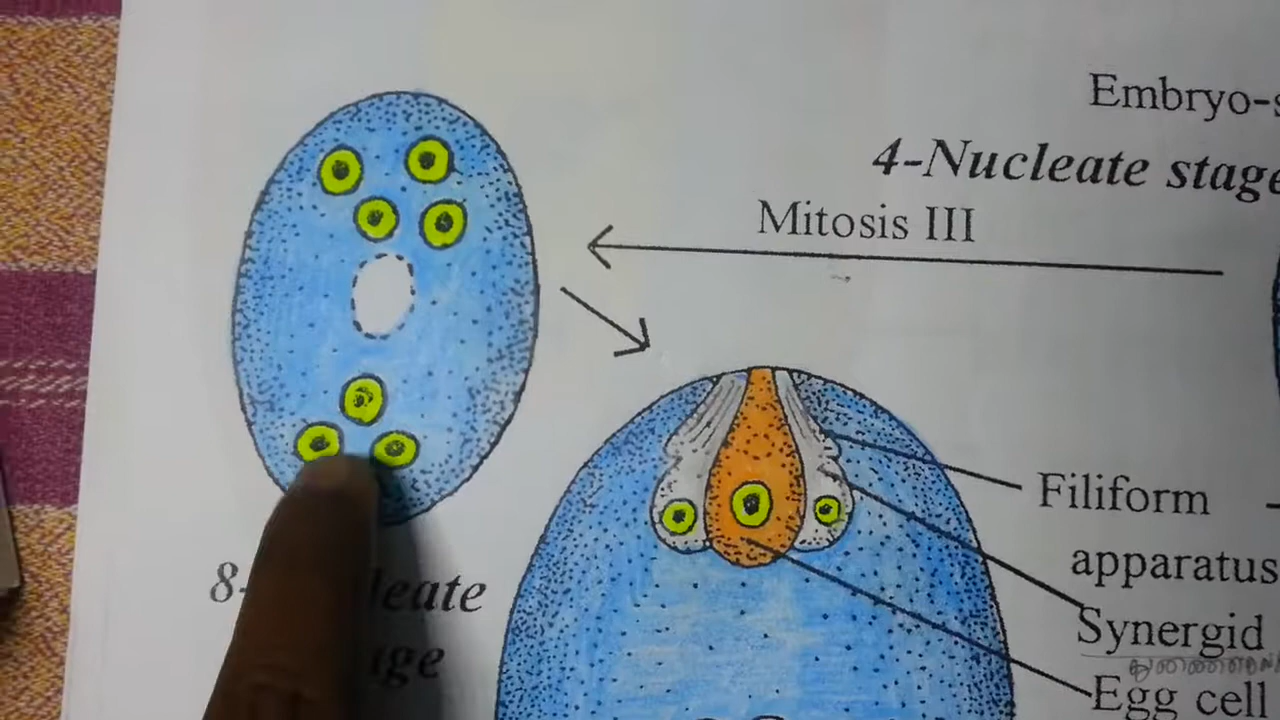 Embryo-s
4-Nucleate stage
Mitosis III
Filiform
apparatus
8-
leate
ge
Synergid
Egg cell